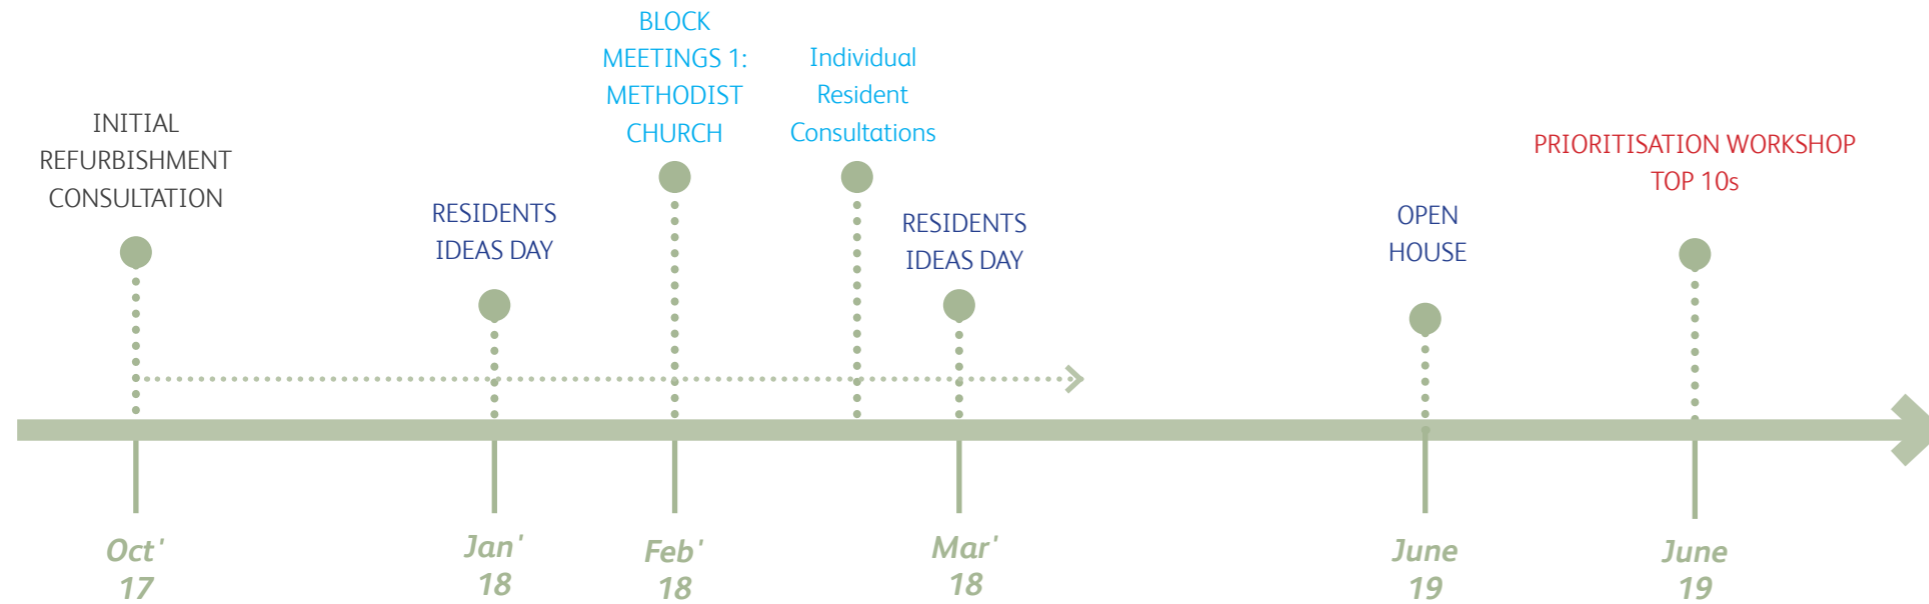 INITIAL
REFURBISHMENT
CONSULTATION
RESIDENTS
IDEAS DAY
BLOCK
MEETINGS 1:
METHODIST
CHURCH
Individual
Resident
Consultations
RESIDENTS
IDEAS DAY
OPEN
HOUSE
PRIORITISATION WORKSHOP
TOP 10s
Oct'
17
Jan'
18
Feb'
18
Mar'
18
June
19
June
19